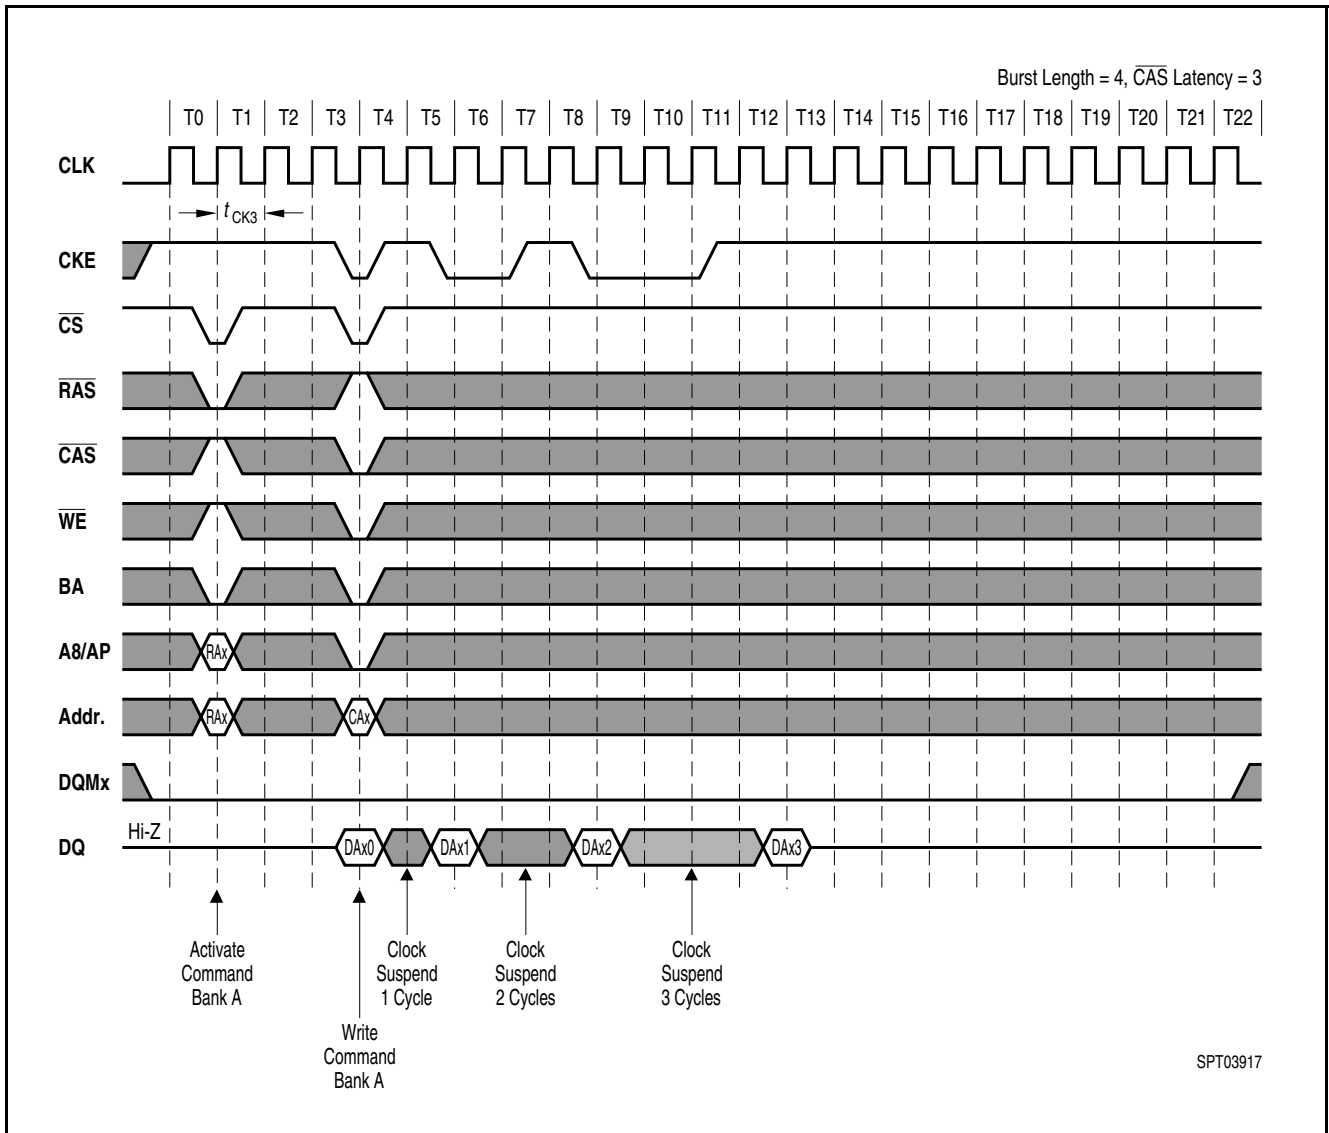 Burst Length = 4, CAS Latency = 3
T0 T1 T2 T3 T4 T5 T6 T7 T8 T9 T10 T11 T12 T13 T14 T15 T16 T17 T18 T19 T20 T21 T22
CLK
t CK3
CKE
CS
RAS
CAS
WE
BA
A8/AP RAx
Addr. RAx CAx
DQMx
DQ Hi-Z DAx0 DAx1 DAx2 DAx3
Activate
Command
Bank A
Write
Command
Bank A
Clock
Suspend
1 Cycle
Clock
Suspend
2 Cycles
Clock
Suspend
3 Cycles
SPT03917